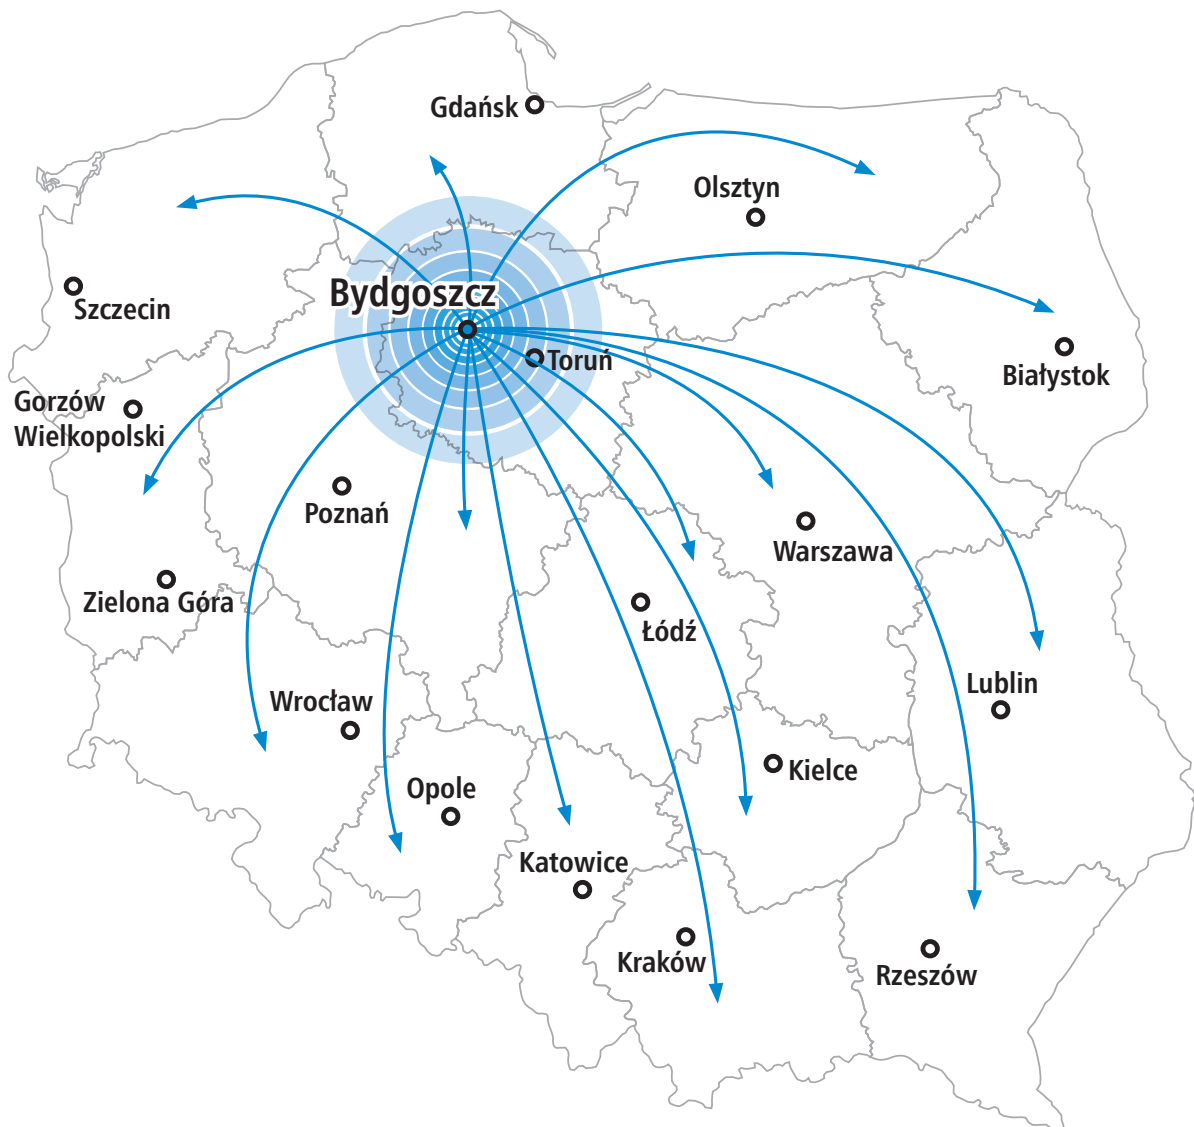 Gdańsk
Olsztyn
Bydgoszcz
Szczecin
Toruń
Białystok
Gorzów
Wielkopolski
Poznań
Warszawa
Zielona Góra
Łódź
Lublin
Wrocław
Kielce
Opole
Katowice
Kraków
Rzeszów